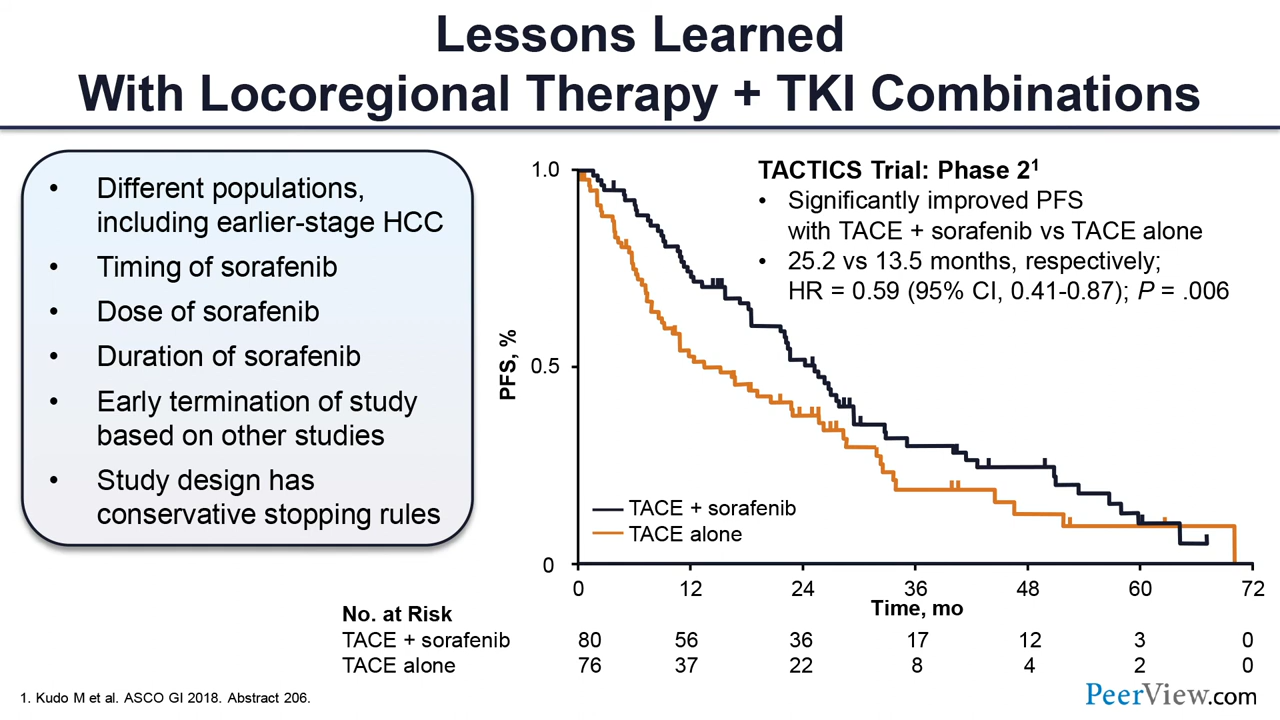 Lessons Learned
With Locoregional Therapy + TKI Combinations
• Different populations,
including earlier-stage HCC
• Timing of sorafenib
• Dose of sorafenib
• Duration of sorafenib
• Early termination of study
based on other studies
• Study design has
conservative stopping rules
TACTICS Trial: Phase 2¹
• Significantly improved PFS
with TACE + sorafenib vs TACE alone
• 25.2 vs 13.5 months, respectively;
HR = 0.59 (95% CI, 0.41-0.87); P = .006
PFS, %
1.0
0.5
0
TACE + sorafenib
TACE alone
0 12 24 36 48 60 72
Time, mo
No. at Risk
TACE + sorafenib 80 56 36 17 12 3 0
TACE alone 76 37 22 8 4 2 0
1. Kudo M et al. ASCO GI 2018. Abstract 206.
PeerView.com